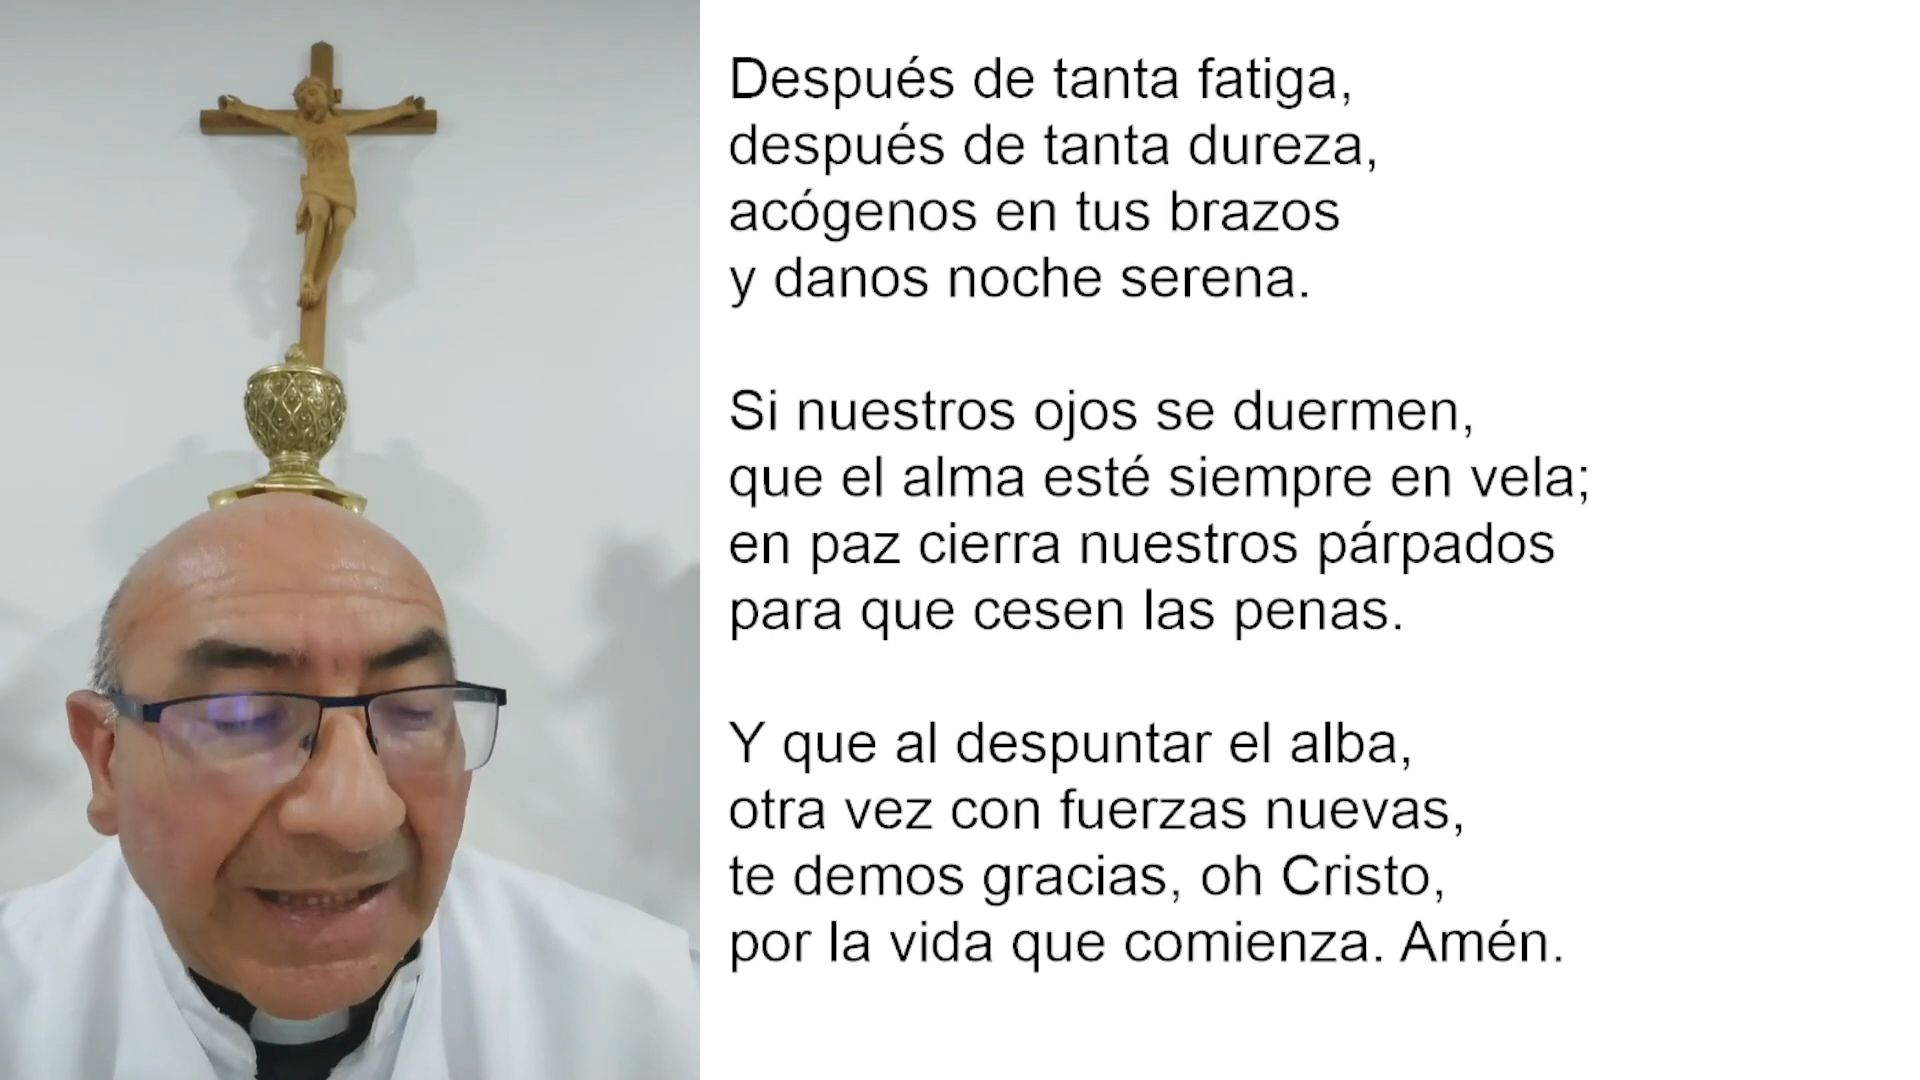 Después de tanta fatiga,
después de tanta dureza,
acógenos en tus brazos
y danos noche serena.
Si nuestros ojos se duermen,
que el alma esté siempre en vela;
en paz cierra nuestros párpados
para que cesen las penas.
Y que al despuntar el alba,
otra vez con fuerzas nuevas,
te demos gracias, oh Cristo,
por la vida que comienza. Amén.